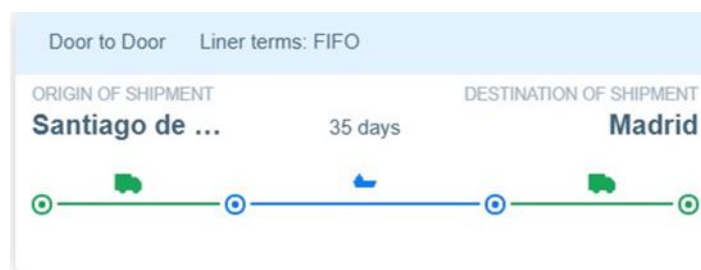 Door to Door Liner terms: FIFO
ORIGIN OF SHIPMENT DESTINATION OF SHIPMENT
Santiago de ... 35 days Madrid